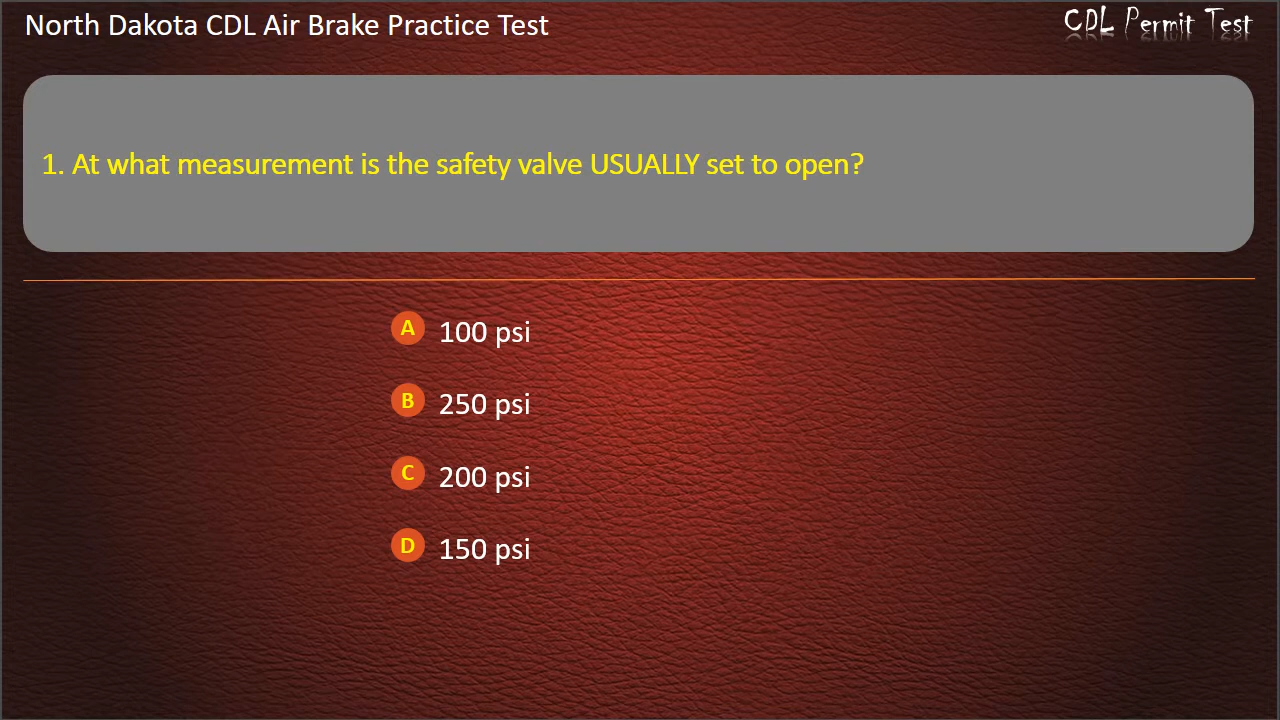 North Dakota CDL Air Brake Practice Test
CDL Permit Test
1. At what measurement is the safety valve USUALLY set to open?
A 100 psi
B 250 psi
C 200 psi
D 150 psi